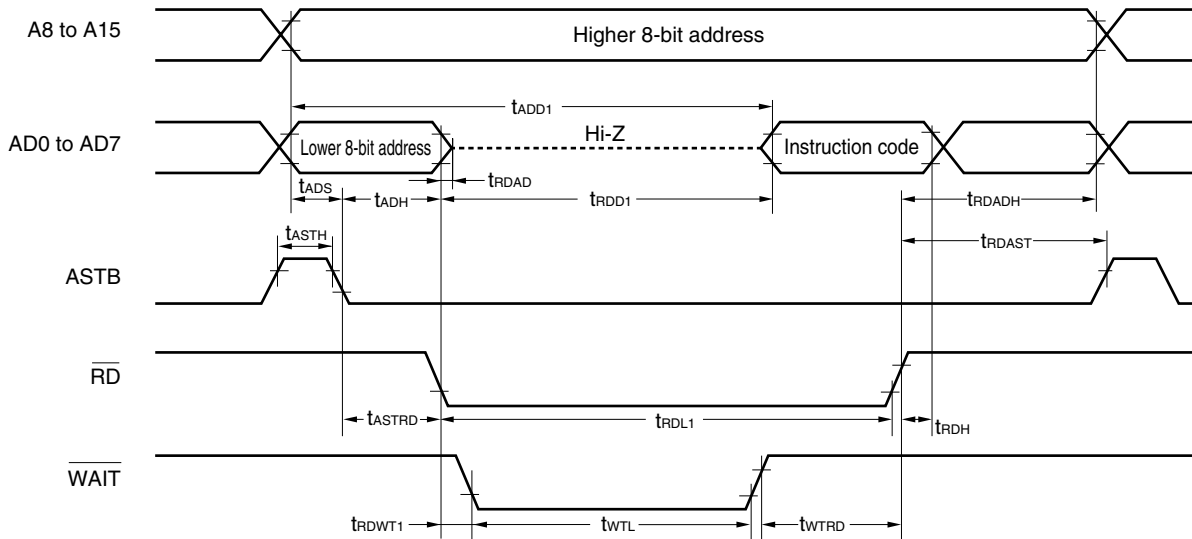 A8 to A15
Higher 8-bit address
tADD1
AD0 to AD7
Lower 8-bit address
Hi-Z
Instruction code
tADS
tADH
tRDAD
tRDD1
tRDADH
tASTH
tRDAST
ASTB
RD
tASTRD
tRDL1
tRDH
WAIT
tRDWT1
tWTL
tWTRD